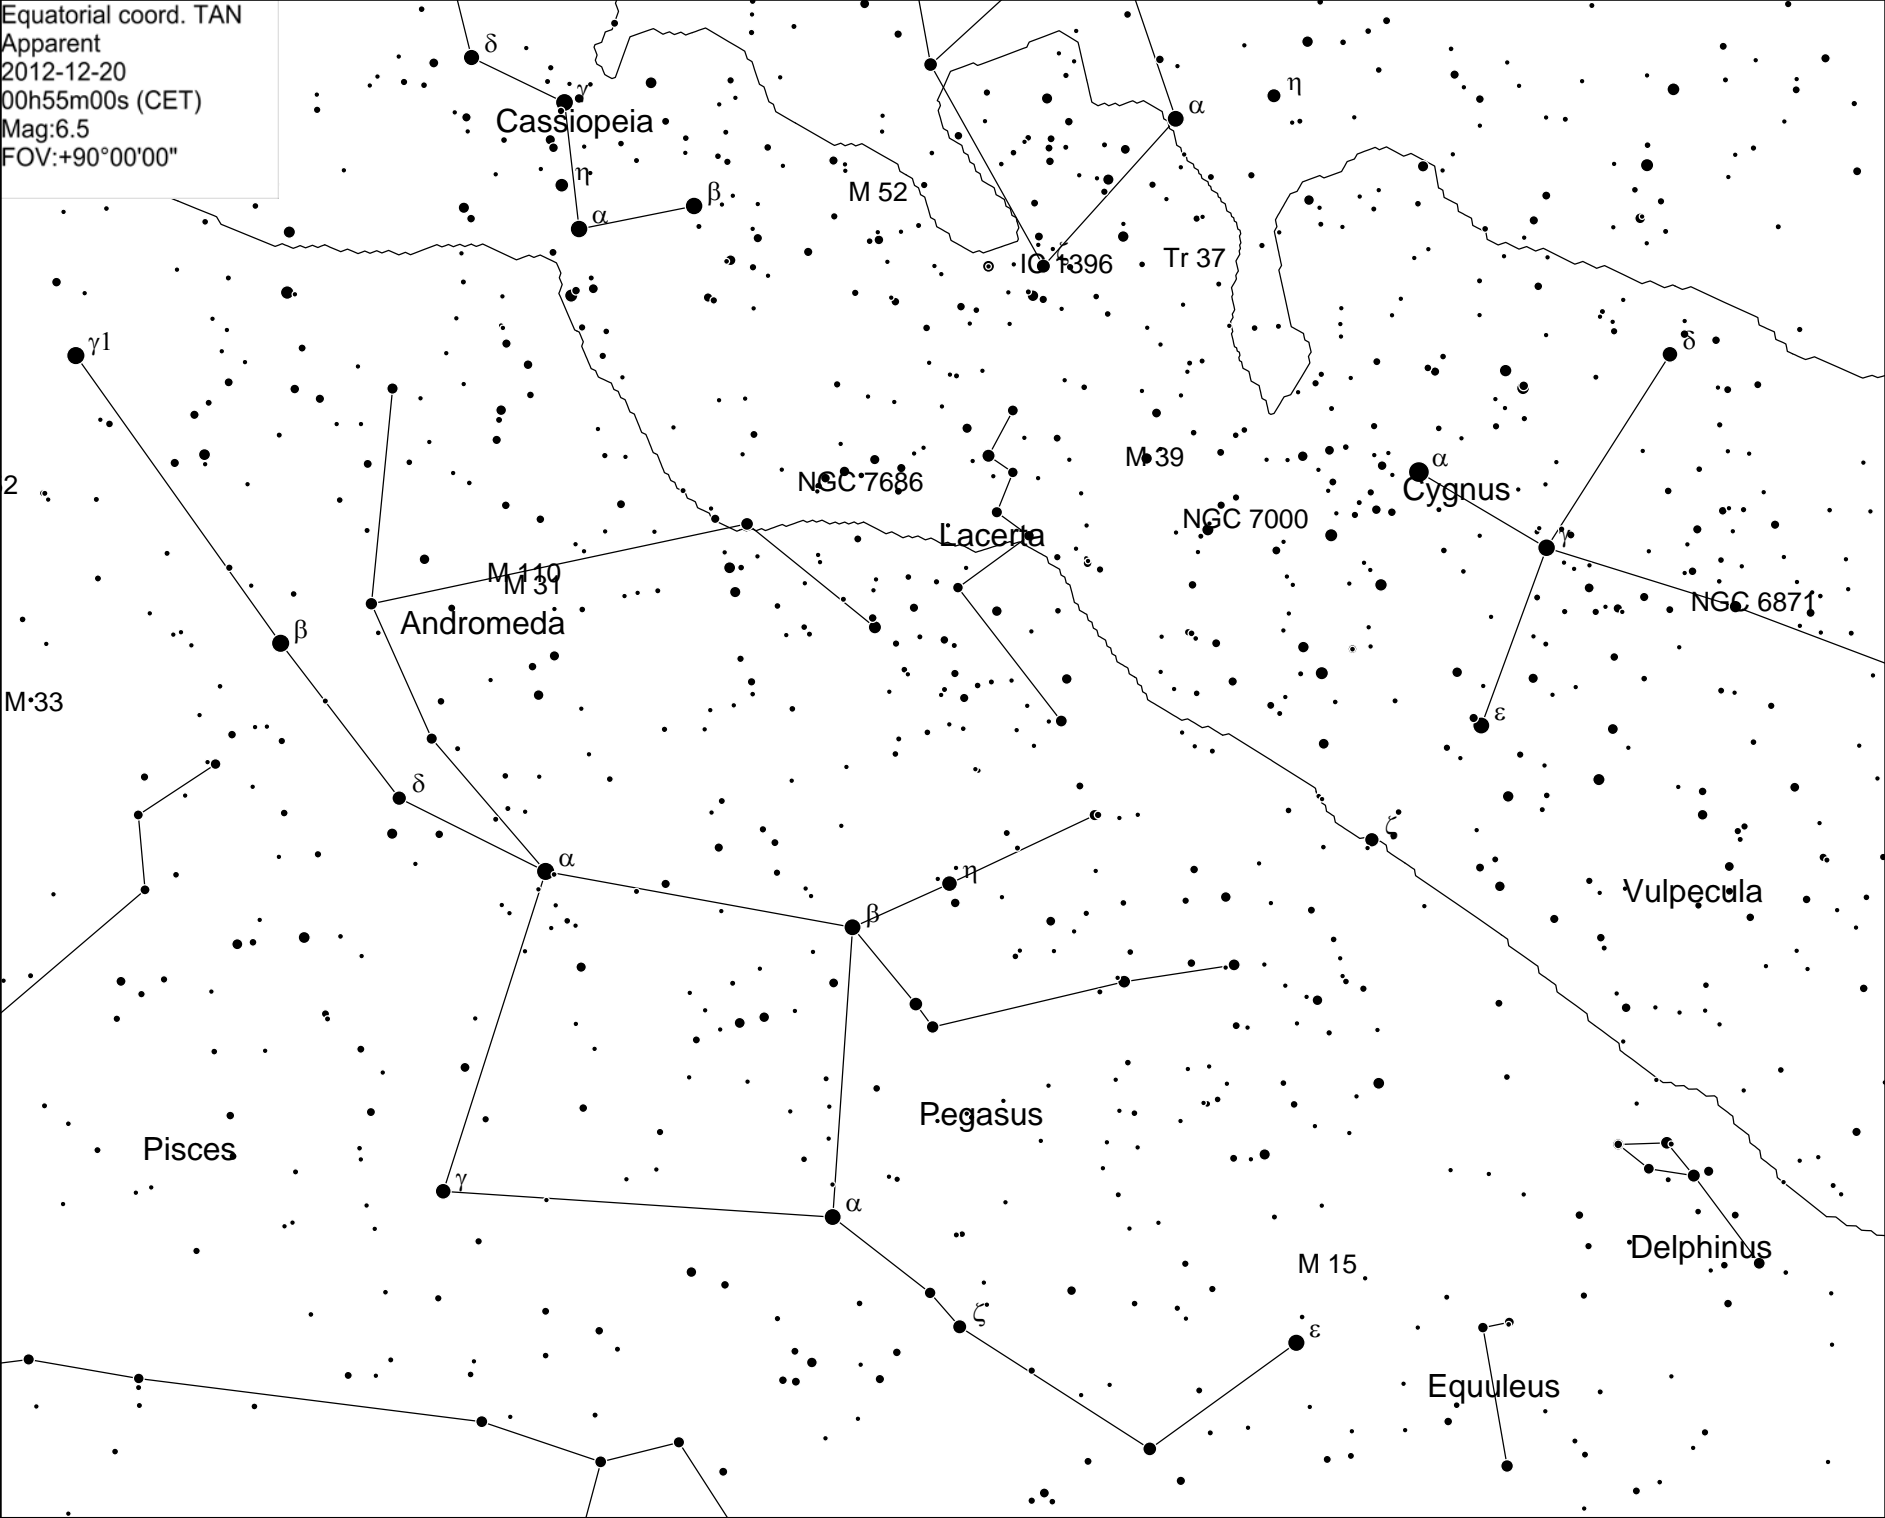 Equatorial coord. TAN
Apparent
2012-12-20
00h55m00s (CET)
Mag:6.5
FOV:+90°00'00"
δ
γ
Cassiopeia
η
α
β
M 52
α
η
IC 1396
ζ
Tr 37
γ1
δ
2
NGC 7686
M 39
α
Cygnus
Lacerta
NGC 7000
γ
M 110
M 31
Andromeda
NGC 6871
β
M 33
ε
δ
ζ
α
η
Vulpecula
β
Pegasus
Pisces
γ
α
M 15
Delphinus
ζ
ε
Equuleus